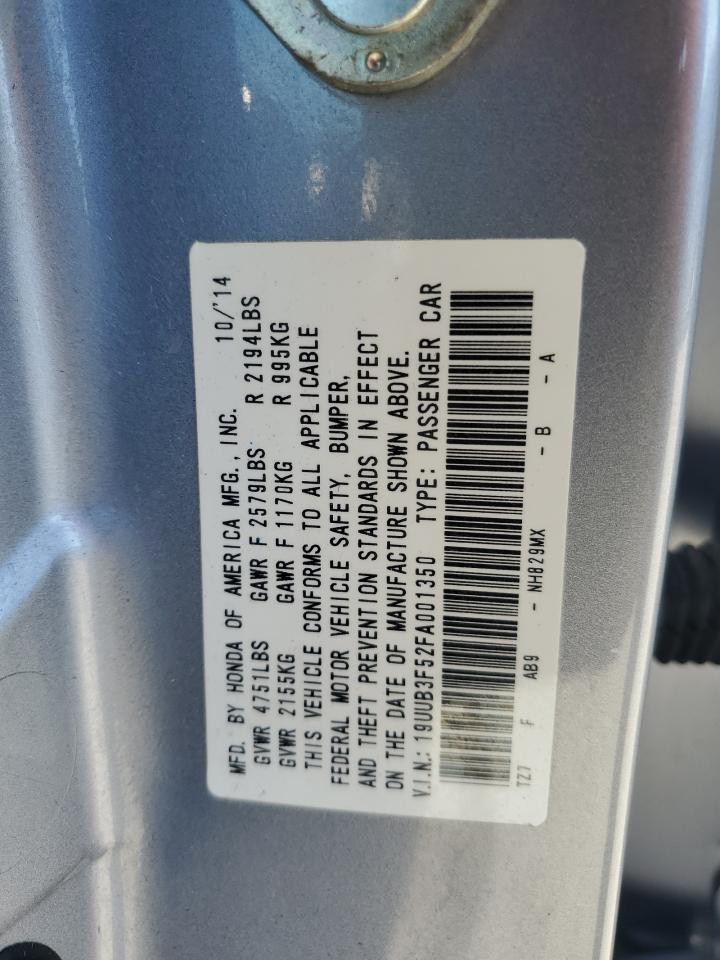 MFD. BY HONDA OF AMERICA MFG., INC. 10/'14
GVWR 4751LBS GAWR F 2579LBS R 2194LBS
GVWR 2155KG GAWR F 1170KG R 995KG
THIS VEHICLE CONFORMS TO ALL APPLICABLE
FEDERAL MOTOR VEHICLE SAFETY, BUMPER,
AND THEFT PREVENTION STANDARDS IN EFFECT
ON THE DATE OF MANUFACTURE SHOWN ABOVE.
V.I.N.: 19UUB3F52FA001350 TYPE: PASSENGER CAR
TZ7 F AB9 - NH829MX - B - A